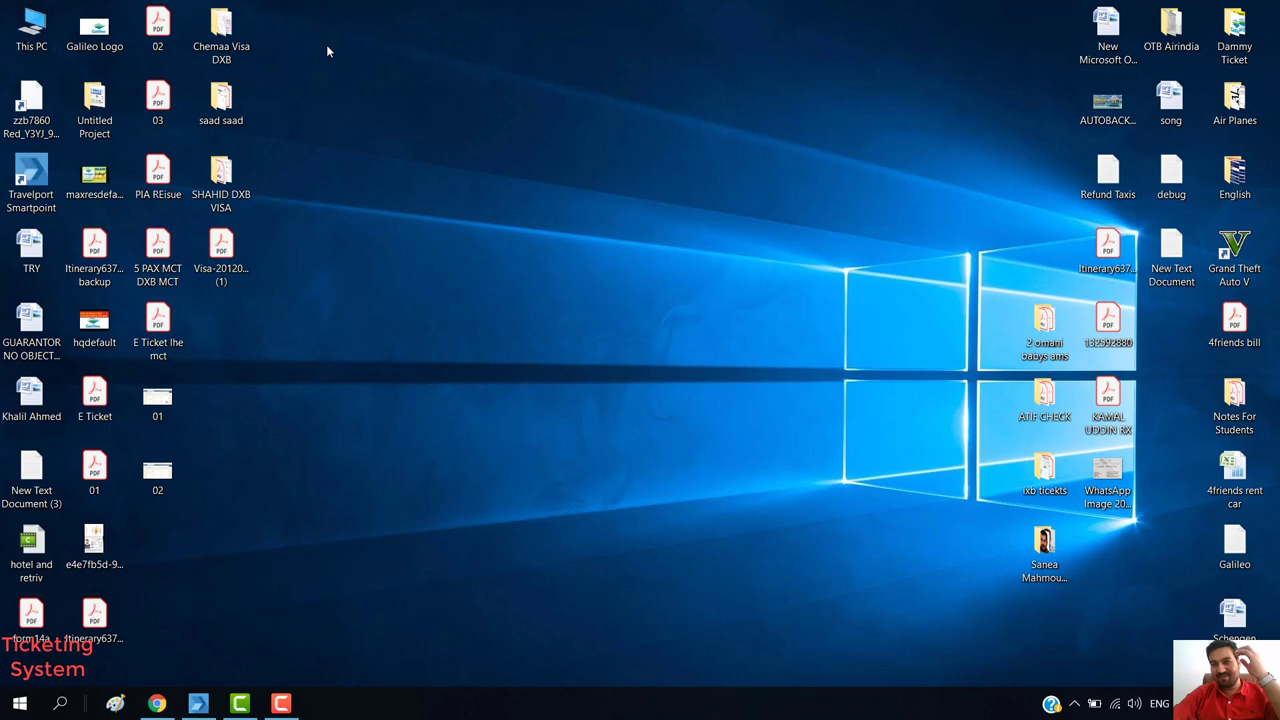 This PC
Galileo Logo
02
Chemaa Visa
DXB
New
Microsoft O...
OTB Airindia
Dammy
Ticket
zzb7860
Red_Y3YJ_9...
Untitled
Project
03
saad saad
AUTOBACK...
song
Air Planes
Travelport
Smartpoint
maxresdefa...
PIA REisue
SHAHID DXB
VISA
Refund Taxis
debug
English
TRY
Itinerary637...
backup
5 PAX MCT
DXB MCT
Visa-20120...
(1)
Itinerary637...
New Text
Document
Grand Theft
Auto V
GUARANTOR
NO OBJECT...
hqdefault
E Ticket lhe
mct
2 omani
babys ams
132592880
4friends bill
Khalil Ahmed
E Ticket
01
ATIF CHECK
KAMAL
UDDIN RX
Notes For
Students
New Text
Document (3)
01
02
ixb ticekts
WhatsApp
Image 20...
4friends rent
car
hotel and
retriv
e4e7fb5d-9...
Sanea
Mahmou...
Galileo
form14a
Itinerary637...
Schengen
Ticketing
System
ENG